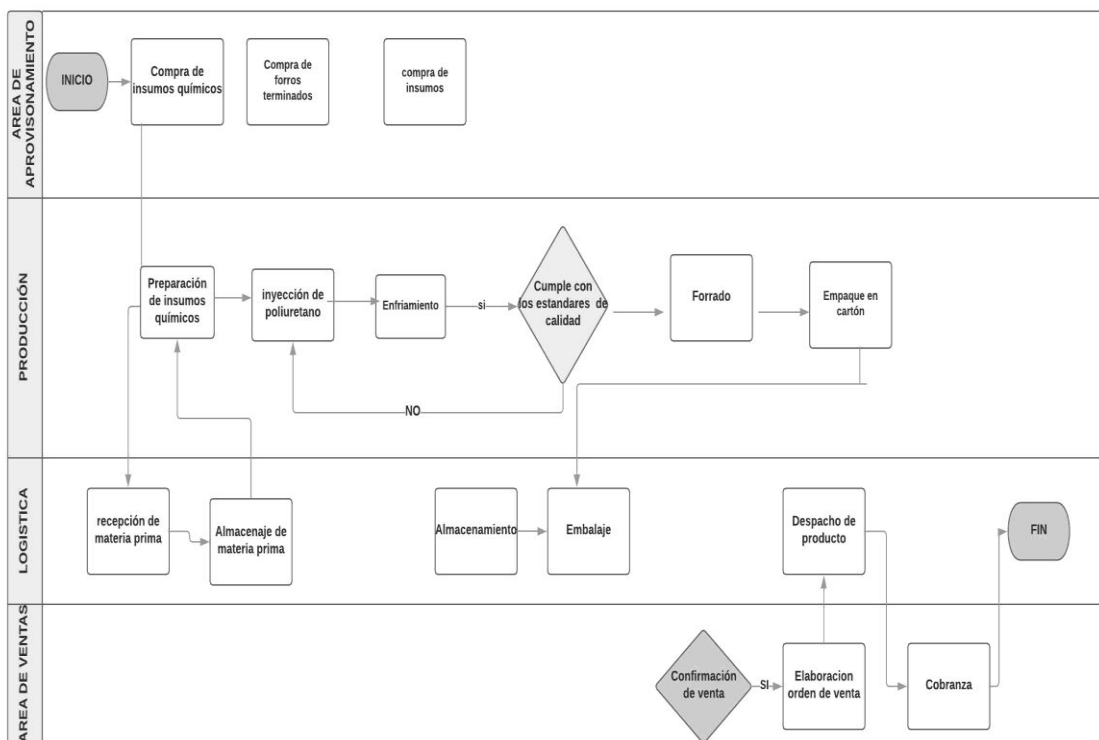 AREA DE
APROVISONAMIENTO
INICIO
Compra de
insumos químicos
Compra de
forros
terminados
compra de
insumos
PRODUCCIÓN
Preparación
de insumos
químicos
inyección de
poliuretano
Enfriamiento
si
Cumple con
los estandares de
calidad
Forrado
Empaque en
cartón
NO
LOGISTICA
recepción de
materia prima
Almacenaje de
materia prima
Almacenamiento
Embalaje
Despacho de
producto
FIN
AREA DE VENTAS
Confirmación
de venta
SI
Elaboracion
orden de venta
Cobranza